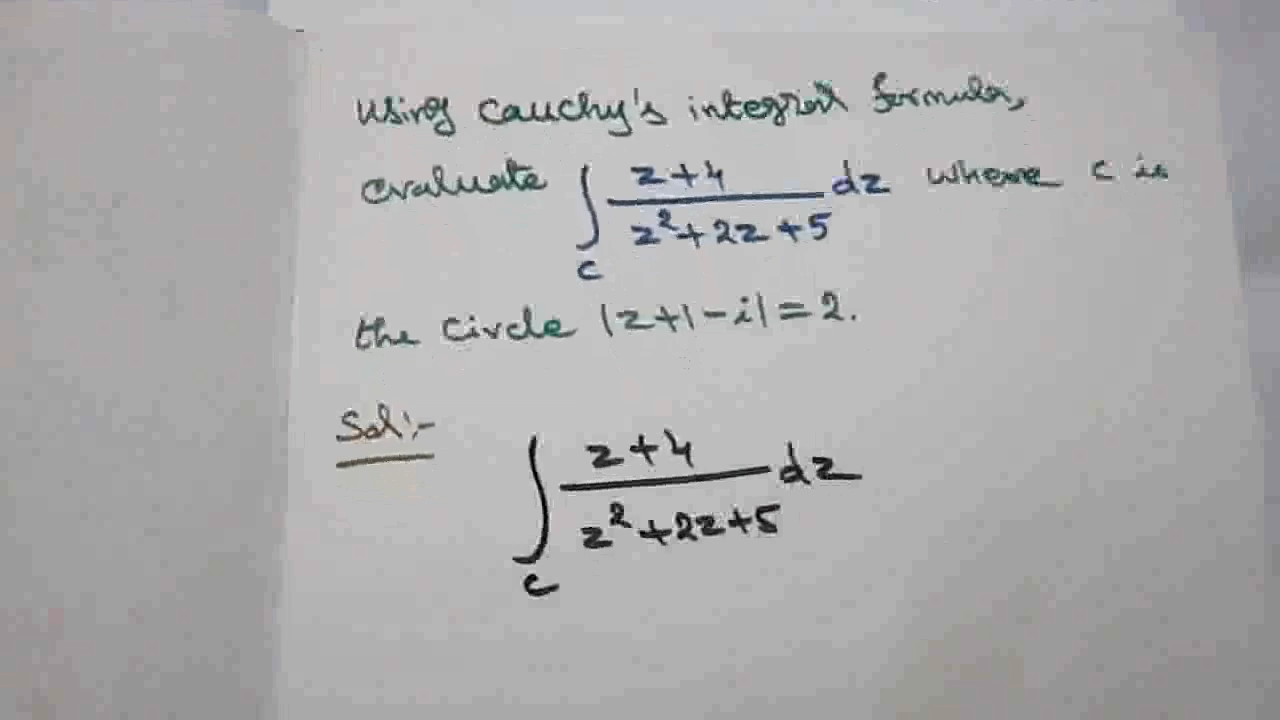 Using Cauchy's integral formula,
evaluate ∫_C (z+4)/(z²+2z+5) dz where c is
the circle |z+1-i|=2.
Sol:-
∫_C (z+4)/(z²+2z+5) dz